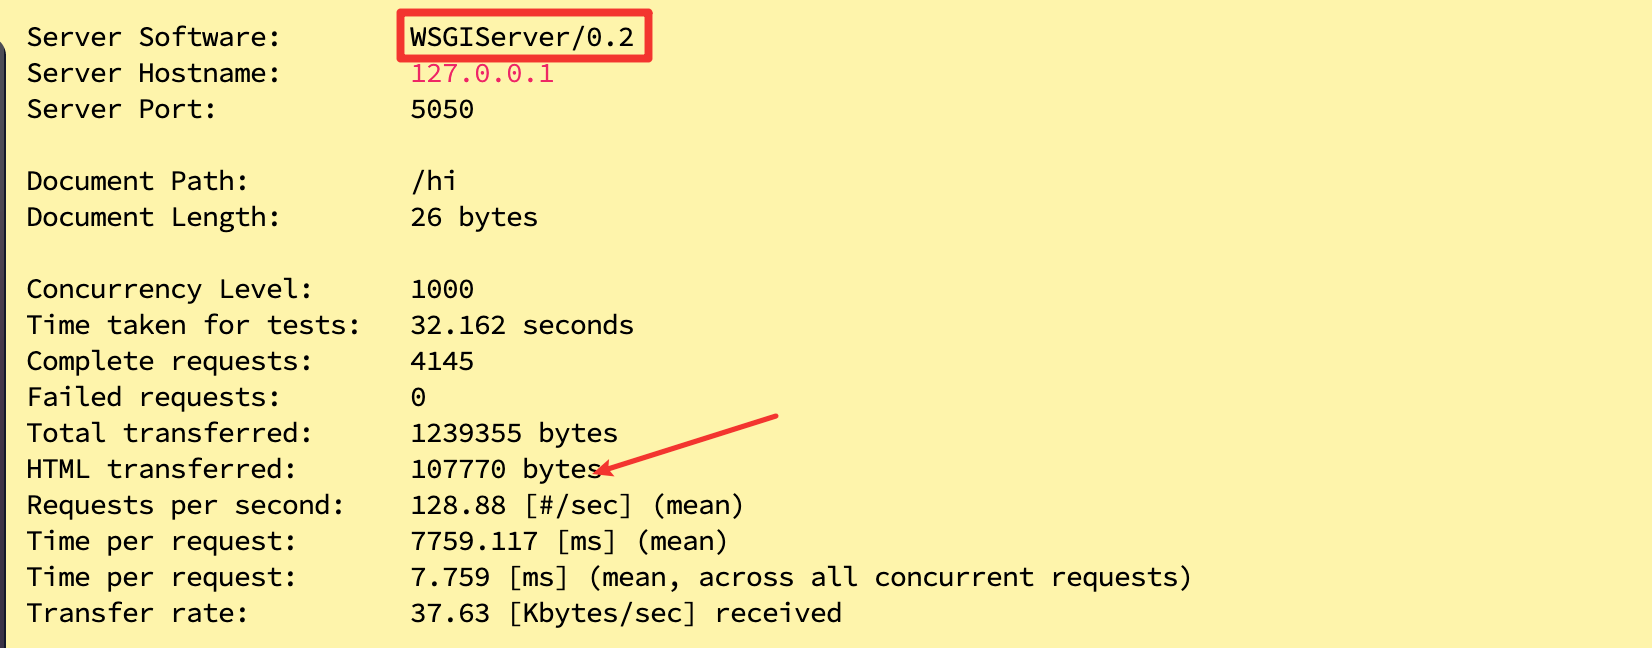 Server Software: WSGIServer/0.2
Server Hostname: 127.0.0.1
Server Port: 5050
Document Path: /hi
Document Length: 26 bytes
Concurrency Level: 1000
Time taken for tests: 32.162 seconds
Complete requests: 4145
Failed requests: 0
Total transferred: 1239355 bytes
HTML transferred: 107770 bytes
Requests per second: 128.88 [#/sec] (mean)
Time per request: 7759.117 [ms] (mean)
Time per request: 7.759 [ms] (mean, across all concurrent requests)
Transfer rate: 37.63 [Kbytes/sec] received